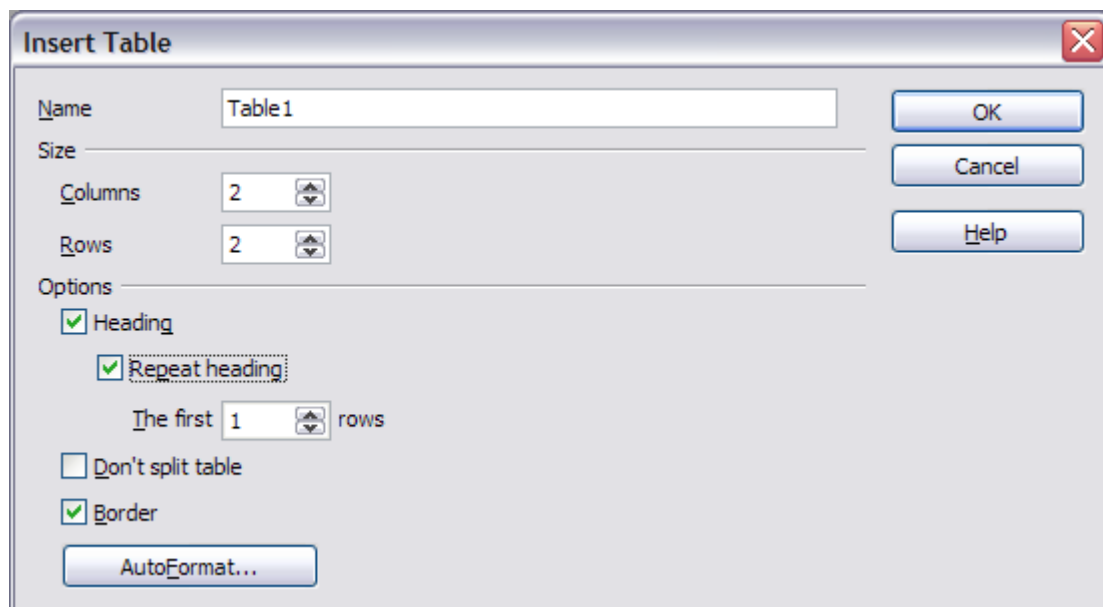 Insert Table
Name Table1 OK
Size Cancel
Columns 2
Rows 2 Help
Options
Heading
Repeat heading
The first 1 rows
Don't split table
Border
AutoFormat...